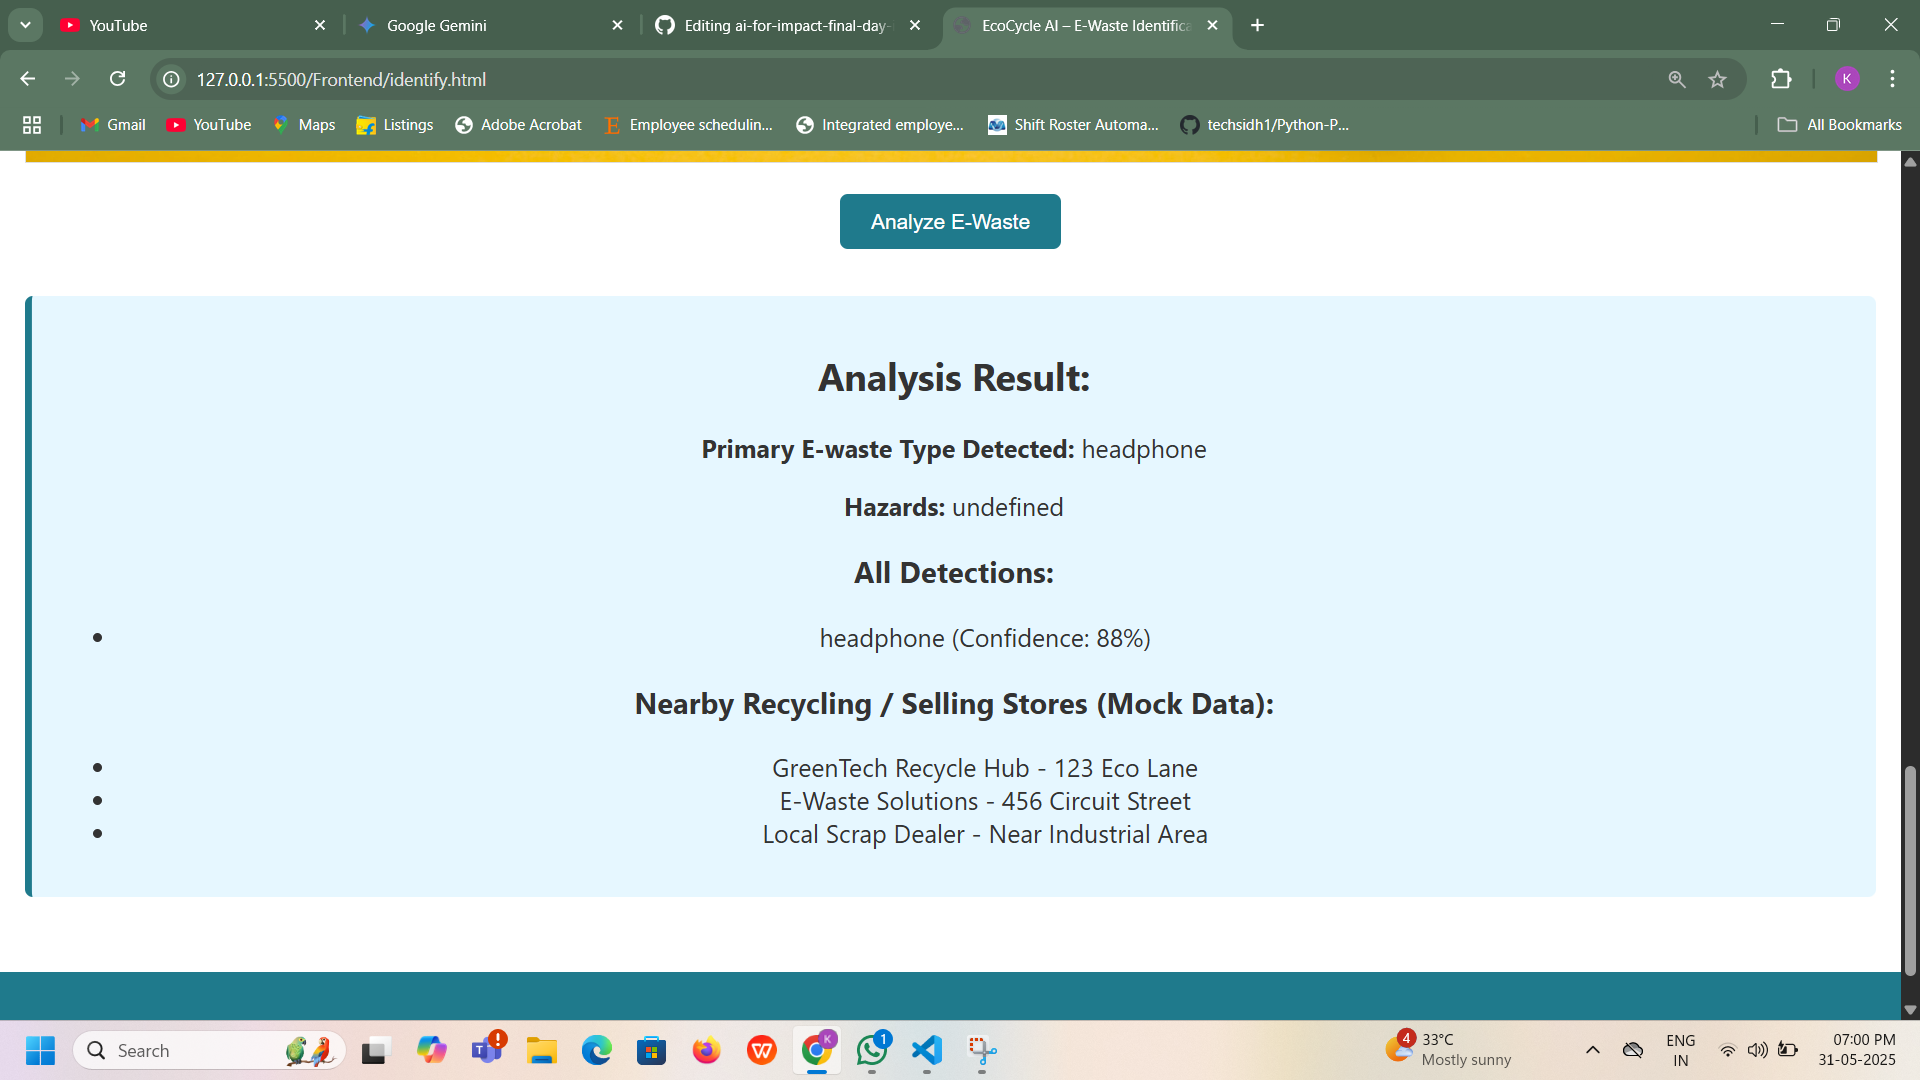 YouTube
Google Gemini
Editing ai-for-impact-final-day-
EcoCycle AI – E-Waste Identifica
127.0.0.1:5500/Frontend/identify.html
K
Gmail
YouTube
Maps
Listings
Adobe Acrobat
Employee schedulin...
Integrated employe...
Shift Roster Automa...
techsidh1/Python-P...
All Bookmarks
Analyze E-Waste
Analysis Result:
Primary E-waste Type Detected: headphone
Hazards: undefined
All Detections:
headphone (Confidence: 88%)
Nearby Recycling / Selling Stores (Mock Data):
GreenTech Recycle Hub - 123 Eco Lane
E-Waste Solutions - 456 Circuit Street
Local Scrap Dealer - Near Industrial Area
Search
K
1
4
33°C
Mostly sunny
ENG
IN
07:00 PM
31-05-2025